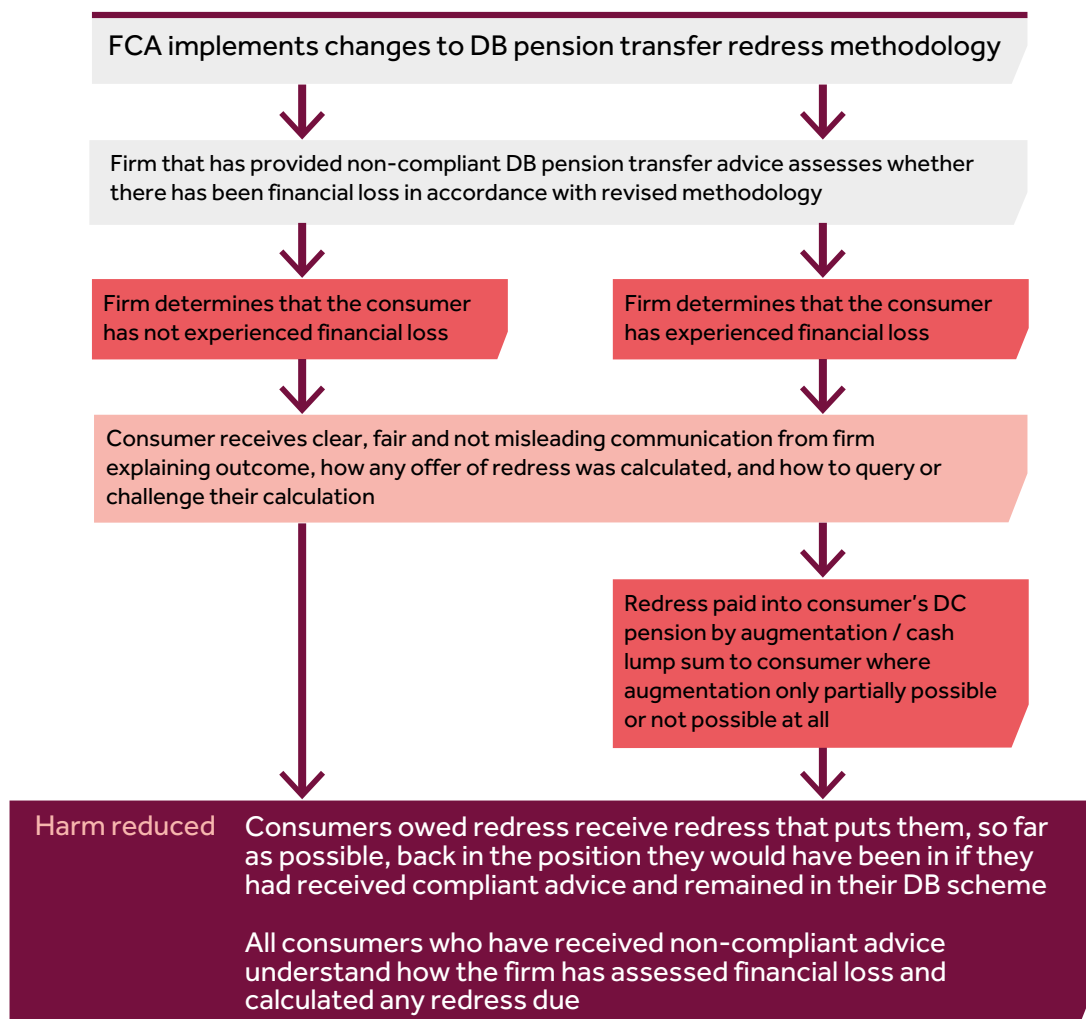 FCA implements changes to DB pension transfer redress methodology
Firm that has provided non-compliant DB pension transfer advice assesses whether
there has been financial loss in accordance with revised methodology
Firm determines that the consumer
has not experienced financial loss
Firm determines that the consumer
has experienced financial loss
Consumer receives clear, fair and not misleading communication from firm
explaining outcome, how any offer of redress was calculated, and how to query or
challenge their calculation
Redress paid into consumer’s DC
pension by augmentation / cash
lump sum to consumer where
augmentation only partially possible
or not possible at all
Harm reduced
Consumers owed redress receive redress that puts them, so far
as possible, back in the position they would have been in if they
had received compliant advice and remained in their DB scheme
All consumers who have received non-compliant advice
understand how the firm has assessed financial loss and
calculated any redress due